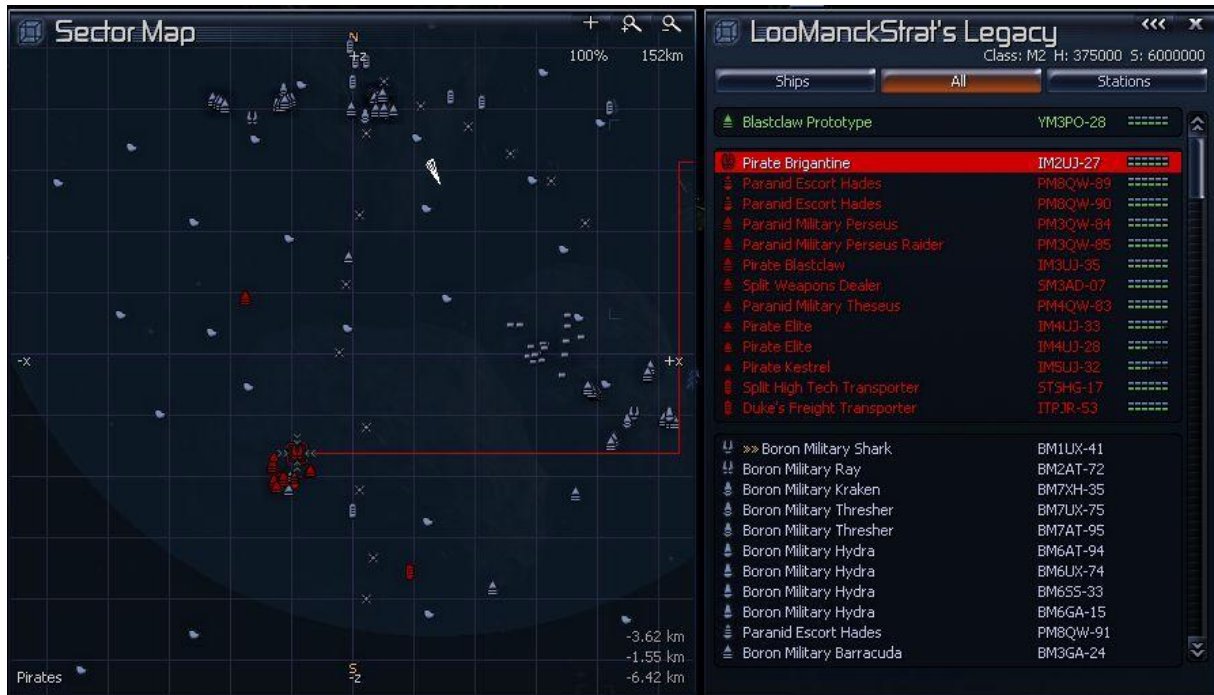 Sector Map
100% 152km
N
+z
-x
+x
S
-z
-3.62 km
-1.55 km
-6.42 km
Pirates
LooManckStrat's Legacy
<<< X
Class: M2 H: 375000 S: 6000000
Ships All Stations
Blastclaw Prototype YM3PO-28
Pirate Brigantine IM2UJ-27
Paranid Escort Hades PM8QW-89
Paranid Escort Hades PM8QW-90
Paranid Military Perseus PM3QW-84
Paranid Military Perseus Raider PM3QW-85
Pirate Blastclaw IM3UJ-35
Split Weapons Dealer SM3AD-07
Paranid Military Theseus PM4QW-83
Pirate Elite IM4UJ-33
Pirate Elite IM4UJ-28
Pirate Kestrel IM5UJ-32
Split High Tech Transporter STSHG-17
Duke's Freight Transporter ITPJR-53
»» Boron Military Shark BM1UX-41
Boron Military Ray BM2AT-72
Boron Military Kraken BM7XH-35
Boron Military Thresher BM7UX-75
Boron Military Thresher BM7AT-95
Boron Military Hydra BM6AT-94
Boron Military Hydra BM6UX-74
Boron Military Hydra BM6SS-33
Boron Military Hydra BM6GA-15
Paranid Escort Hades PM8QW-91
Boron Military Barracuda BM3GA-24